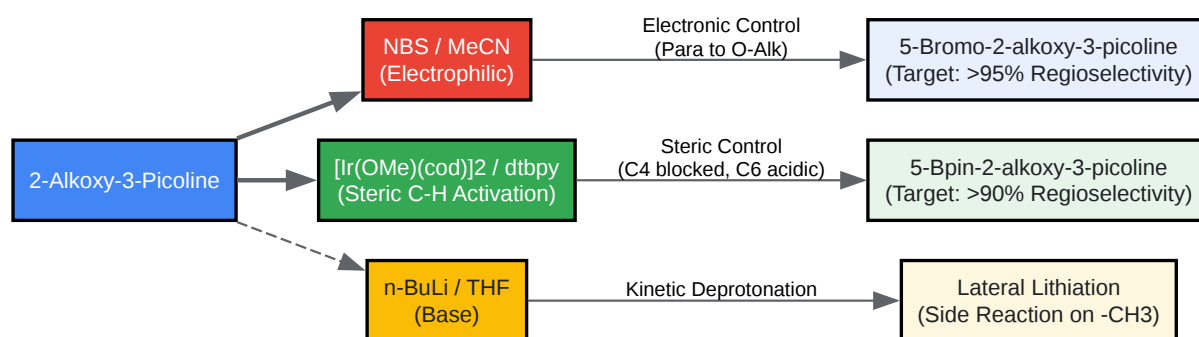 2-Alkoxy-3-Picoline
NBS / MeCN
(Electrophilic)
Electronic Control
(Para to O-Alk)
5-Bromo-2-alkoxy-3-picoline
(Target: >95% Regioselectivity)
[Ir(OMe)(cod)]2 / dtbpy
(Steric C-H Activation)
Steric Control
(C4 blocked, C6 acidic)
5-Bpin-2-alkoxy-3-picoline
(Target: >90% Regioselectivity)
n-BuLi / THF
(Base)
Kinetic Deprotonation
Lateral Lithiation
(Side Reaction on -CH3)